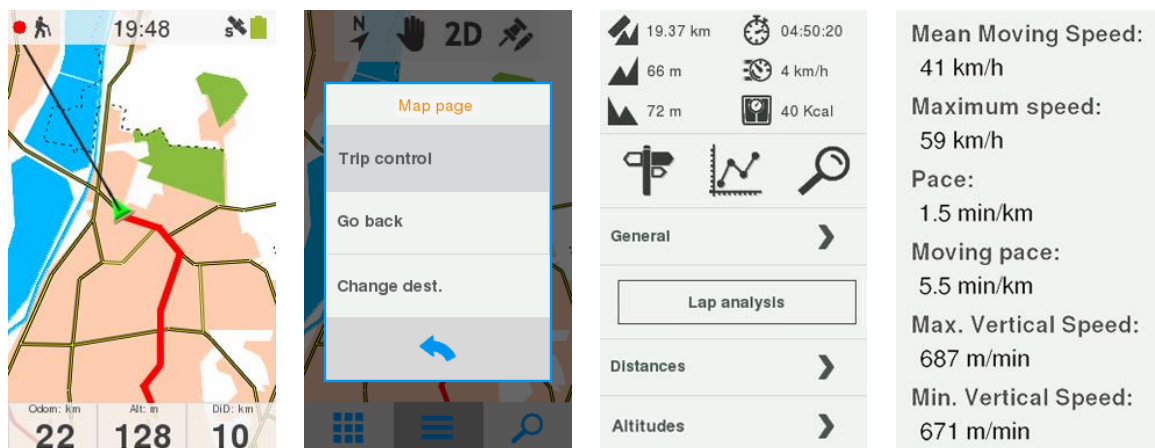 19:48
S
Odom: km
Alt: m
DiD: km
22
128
10
N
2D
Map page
Trip control
Go back
Change dest.
19.37 km
04:50:20
66 m
4 km/h
72 m
40 Kcal
General
Lap analysis
Distances
Altitudes
Mean Moving Speed:
41 km/h
Maximum speed:
59 km/h
Pace:
1.5 min/km
Moving pace:
5.5 min/km
Max. Vertical Speed:
687 m/min
Min. Vertical Speed:
671 m/min